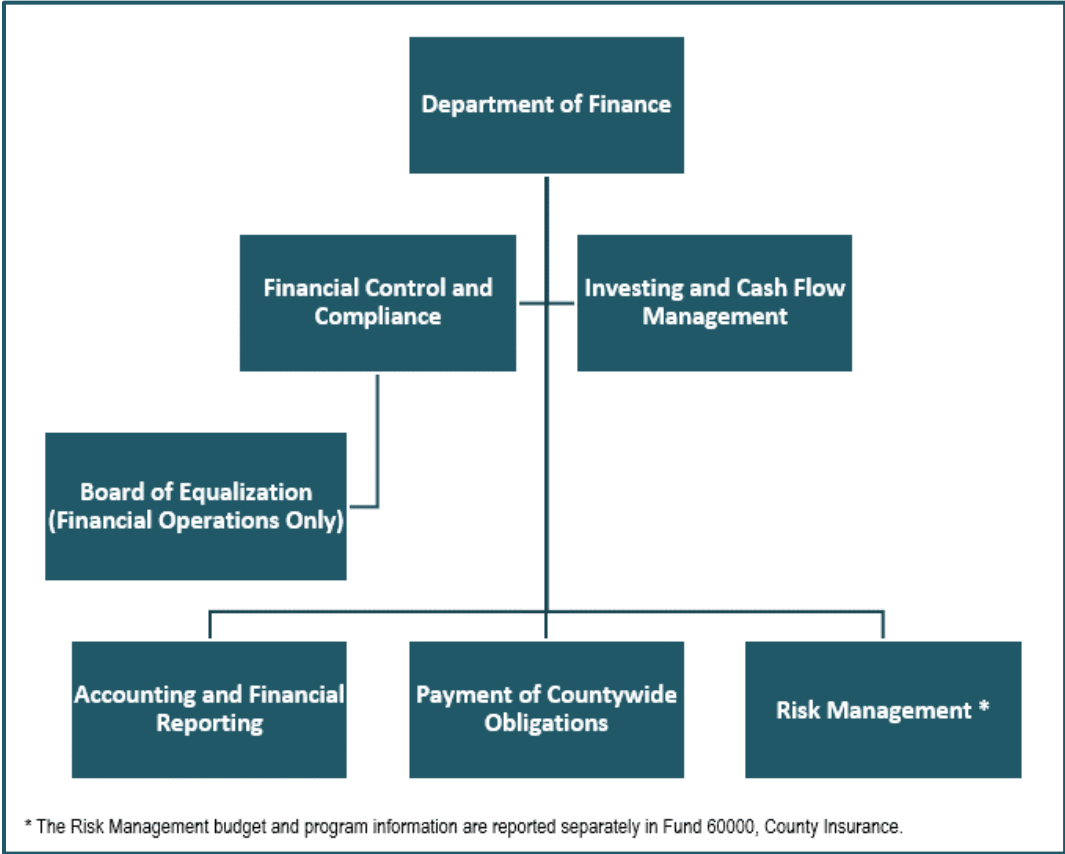 Department of Finance
Financial Control and
Compliance
Investing and Cash Flow
Management
Board of Equalization
(Financial Operations Only)
Accounting and Financial
Reporting
Payment of Countywide
Obligations
Risk Management *
* The Risk Management budget and program information are reported separately in Fund 60000, County Insurance.